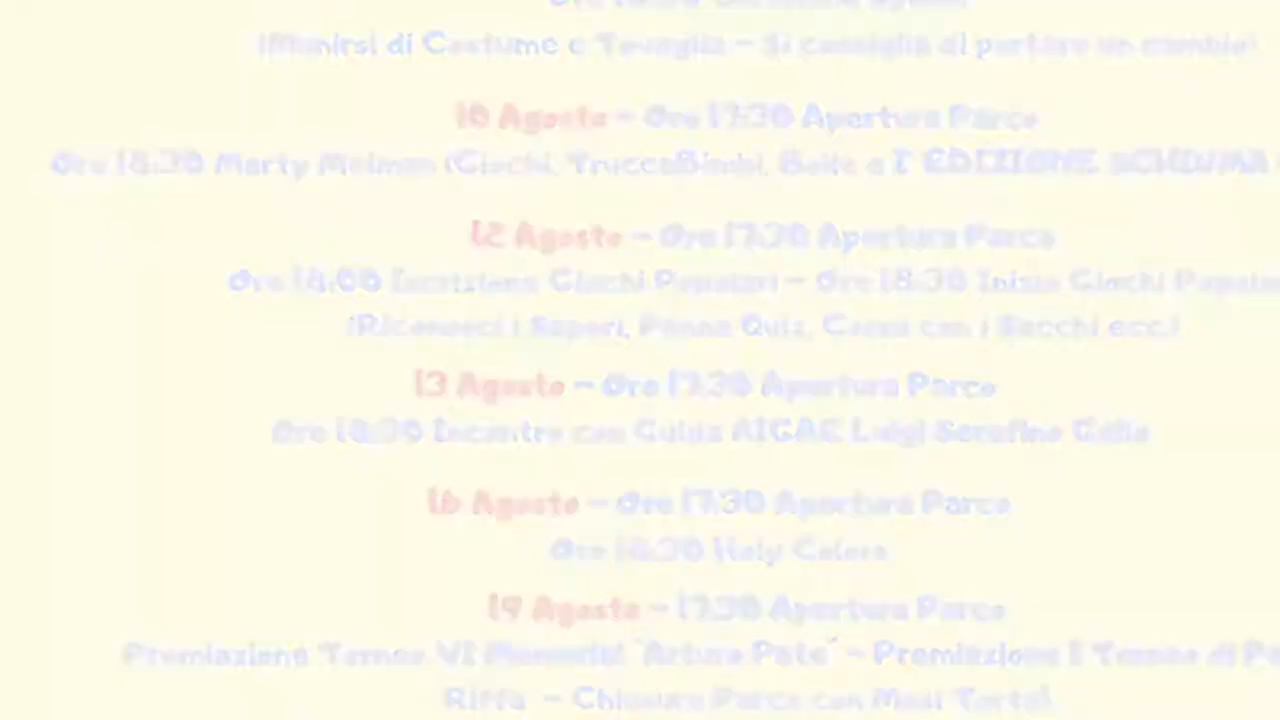 (Munirsi di Costume e Tovaglia – Si consiglia di portare un cambio)
10 Agosto – Ore 17:30 Apertura Parco
Ore 18:30 Marty Melman (Giochi, TruccaBimbi, Balli e I° EDIZIONE SCHIUMA
12 Agosto – Ore 17:30 Apertura Parco
Ore 18:00 Iscrizione Giochi Popolari – Ore 18:30 Inizio Giochi
(Riconosci i Sapori, Panno Quiz, Corsa con i Sacchi ecc.)
13 Agosto – Ore 17:30 Apertura Parco
Ore 18:30 Incontro con Guida AIGAE Luigi Serafino Gallo
16 Agosto – Ore 17:30 Apertura Parco
Ore 18:30 Holy Colors
19 Agosto – 17:30 Apertura Parco
Premiazione Torneo VI Memorial "Arturo Pate" – Premiazione I Torneo di
Riffa – Chiusura Parco con Maxi Torta!